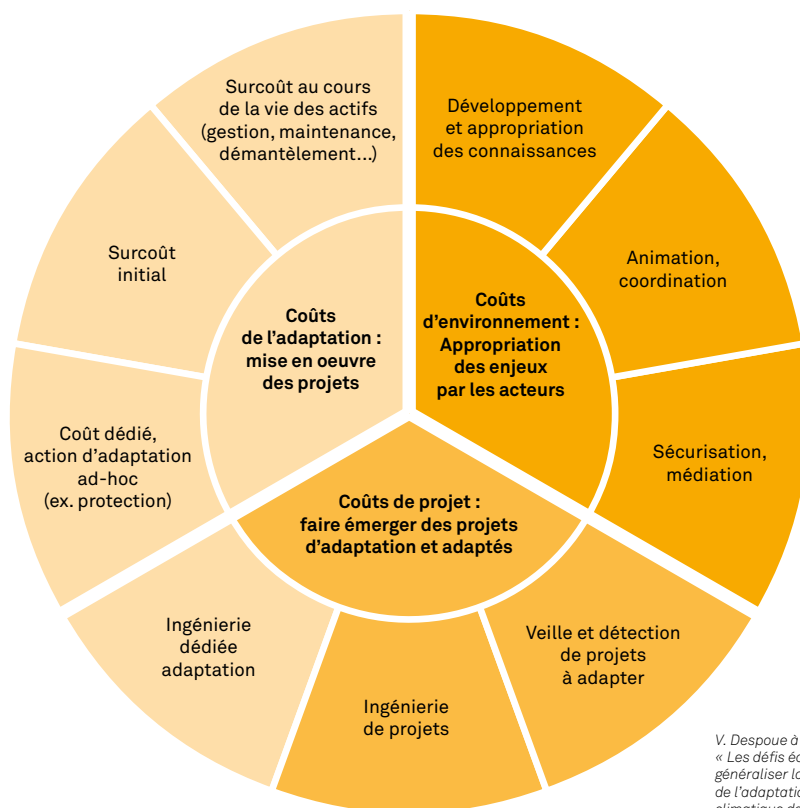 Surcoût au cours
de la vie des actifs
(gestion, maintenance,
démantèlement...)
Développement
et appropriation
des connaissances
Surcoût
initial
Animation,
coordination
Coûts
de l'adaptation :
mise en oeuvre
des projets
Coûts
d'environnement :
Appropriation
des enjeux
par les acteurs
Coût dédié,
action d'adaptation
ad-hoc
(ex. protection)
Sécurisation,
médiation
Coûts de projet :
faire émerger des projets
d'adaptation et adaptés
Ingénierie
dédiée
adaptation
Ingénierie
de projets
Veille et détection
de projets
à adapter
V. Despoue à
« Les défis
généraliser
de l'adaptation
climatique